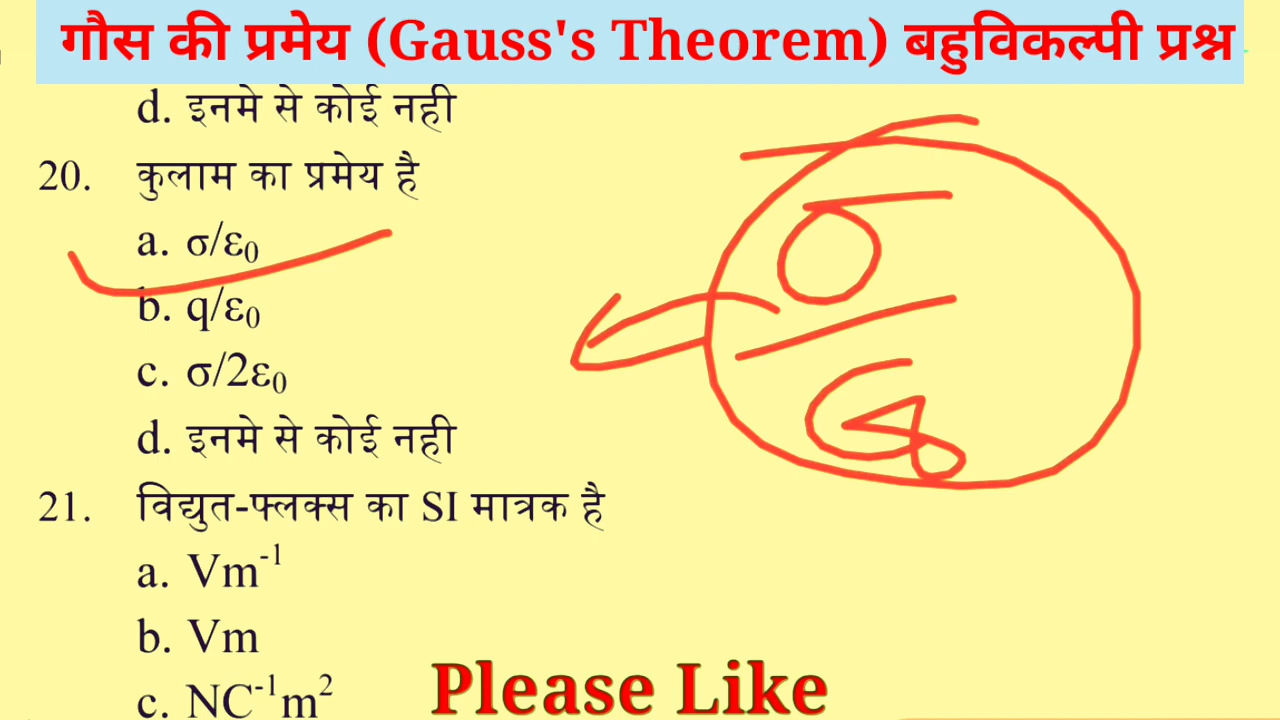 गौस की प्रमेय (Gauss's Theorem) बहुविकल्पी प्रश्न
d. इनमे से कोई नही
20. कुलाम का प्रमेय है
a. σ/ε₀
b. q/ε₀
c. σ/2ε₀
d. इनमे से कोई नही
σ
ε₀
21. विद्युत-फ्लक्स का SI मात्रक है
a. Vm⁻¹
b. Vm
c. NC⁻¹m²
Please Like